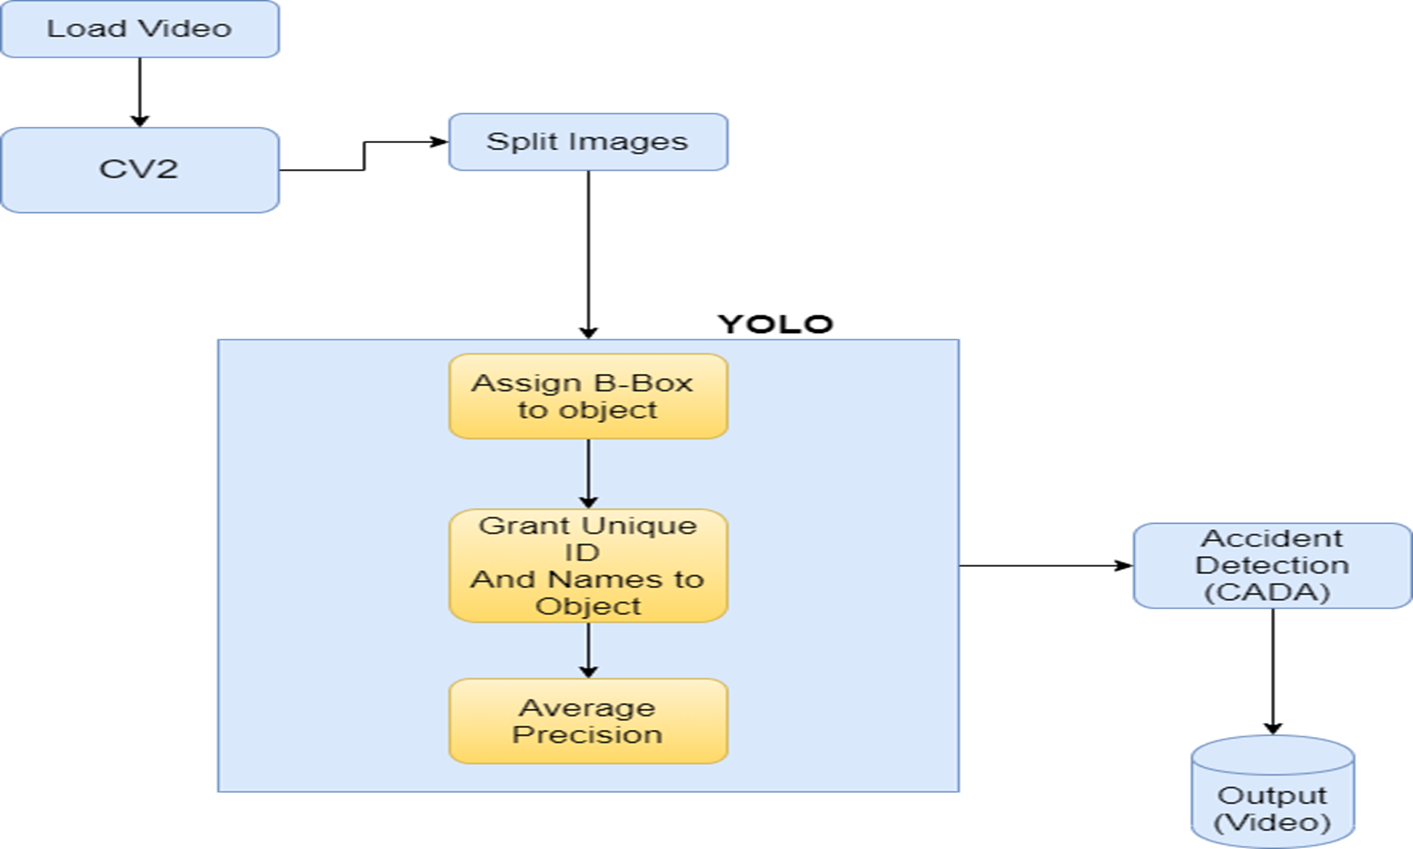 Load Video
CV2
Split Images
YOLO
Assign B-Box
to object
Grant Unique
ID
And Names to
Object
Average
Precision
Accident
Detection
(CADA)
Output
(Video)